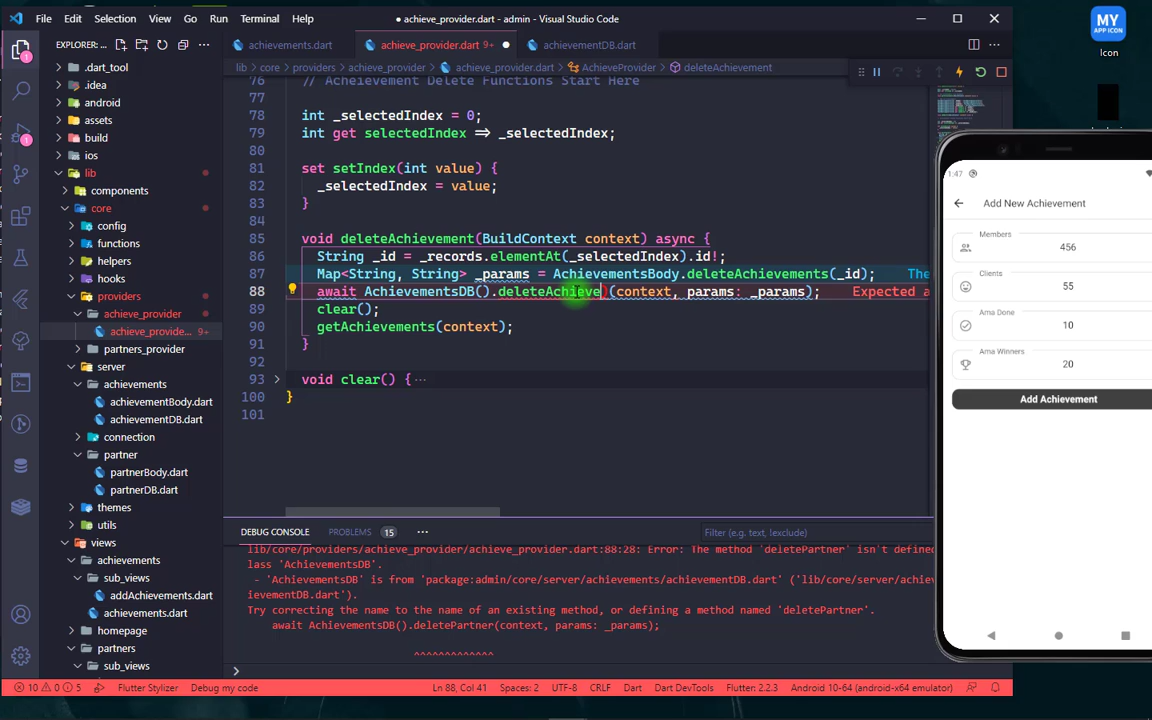 File Edit Selection View Go Run Terminal Help
● achieve_provider.dart - admin - Visual Studio Code
EXPLORER: ...
achievements.dart
achieve_provider.dart 9+ ●
achievementDB.dart
lib > core > providers > achieve_provider > achieve_provider.dart > AchieveProvider > deleteAchievement
.dart_tool
.idea
android
assets
build
ios
lib
components
core
config
functions
helpers
hooks
providers
achieve_provider
achieve_provide... 9+
partners_provider
server
achievements
achievementBody.dart
achievementDB.dart
connection
partner
partnerBody.dart
partnerDB.dart
themes
utils
views
achievements
sub_views
addAchievements.dart
achievements.dart
homepage
partners
sub_views
76 // Acheievement Delete Functions Start Here
77
78 int _selectedIndex = 0;
79 int get selectedIndex => _selectedIndex;
80
81 set setIndex(int value) {
82 _selectedIndex = value;
83 }
84
85 void deleteAchievement(BuildContext context) async {
86 String _id = _records.elementAt(_selectedIndex).id!;
87 Map<String, String> _params = AchievementsBody.deleteAchievements(_id); The
88 await AchievementsDB().deleteAchieve)(context, params: _params); Expected a
89 clear();
90 getAchievements(context);
91 }
92
93 void clear() { ...
100 }
101
DEBUG CONSOLE PROBLEMS 15 ...
Filter (e.g. text, !exclude)
lib/core/providers/achieve_provider/achieve_provider.dart:88:28: Error: The method 'deletePartner' isn't defined
lass 'AchievementsDB'.
- 'AchievementsDB' is from 'package:admin/core/server/achievements/achievementDB.dart' ('lib/core/server/achiev
ievementDB.dart').
Try correcting the name to the name of an existing method, or defining a method named 'deletePartner'.
await AchievementsDB().deletePartner(context, params: _params);
^^^^^^^^^^^^^
>
10 0 5 Flutter Stylizer Debug my code Ln 88, Col 41 Spaces: 2 UTF-8 CRLF Dart Dart DevTools Flutter: 2.2.3 Android 10-64 (android-x64 emulator)
MY
APP ICON
Icon
1:47
Add New Achievement
Members
456
Clients
55
Ama Done
10
Ama Winners
20
Add Achievement